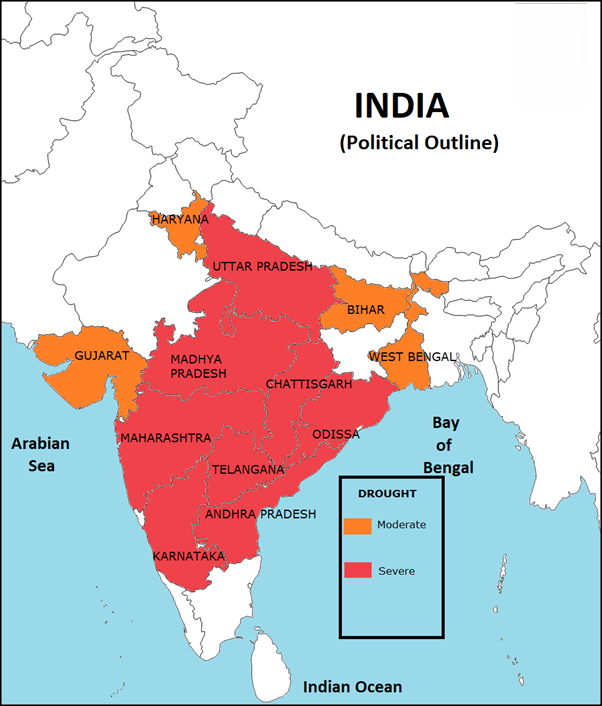 INDIA
(Political Outline)
HARYANA
UTTAR PRADESH
BIHAR
GUJARAT
MADHYA
PRADESH
WEST BENGAL
CHATTISGARH
Arabian
Sea
MAHARASHTRA
ODISSA
Bay
of
Bengal
TELANGANA
ANDHRA PRADESH
KARNATAKA
DROUGHT
Moderate
Severe
Indian Ocean